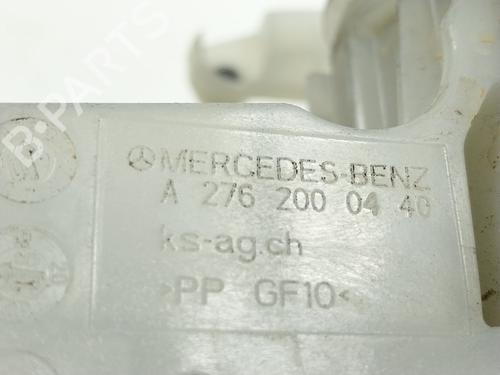 B-PARTS
MERCEDES-BENZ
A 276 200 04 40
ks-ag.ch
>PP GF10<